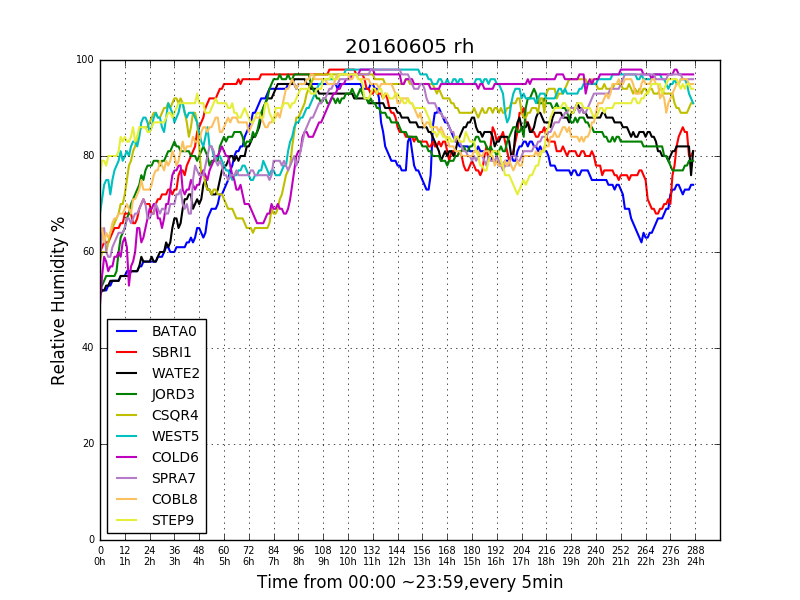 20160605 rh
Relative Humidity %
100
80
60
40
20
0
BATA0
SBRI1
WATE2
JORD3
CSQR4
WEST5
COLD6
SPRA7
COBL8
STEP9
0 12 24 36 48 60 72 84 96 108 120 132 144 156 168 180 192 204 216 228 240 252 264 276 288
0h 1h 2h 3h 4h 5h 6h 7h 8h 9h 10h 11h 12h 13h 14h 15h 16h 17h 18h 19h 20h 21h 22h 23h 24h
Time from 00:00 ~23:59,every 5min